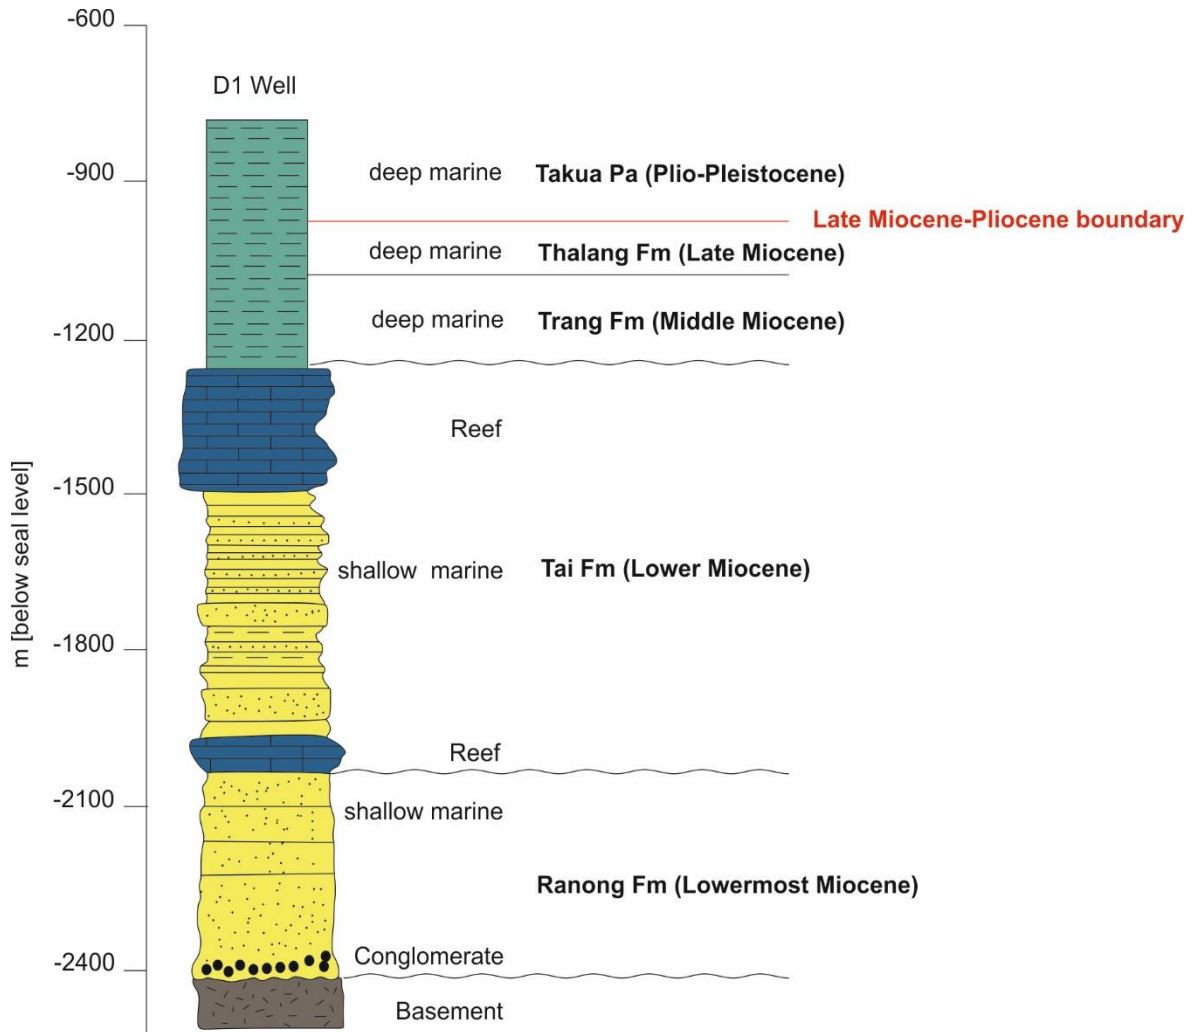 -600
D1 Well
-900
deep marine Takua Pa (Plio-Pleistocene)
Late Miocene-Pliocene boundary
deep marine Thalang Fm (Late Miocene)
deep marine Trang Fm (Middle Miocene)
-1200
Reef
m [below seal level]
-1500
shallow marine Tai Fm (Lower Miocene)
-1800
Reef
-2100
shallow marine
Ranong Fm (Lowermost Miocene)
Conglomerate
-2400
Basement